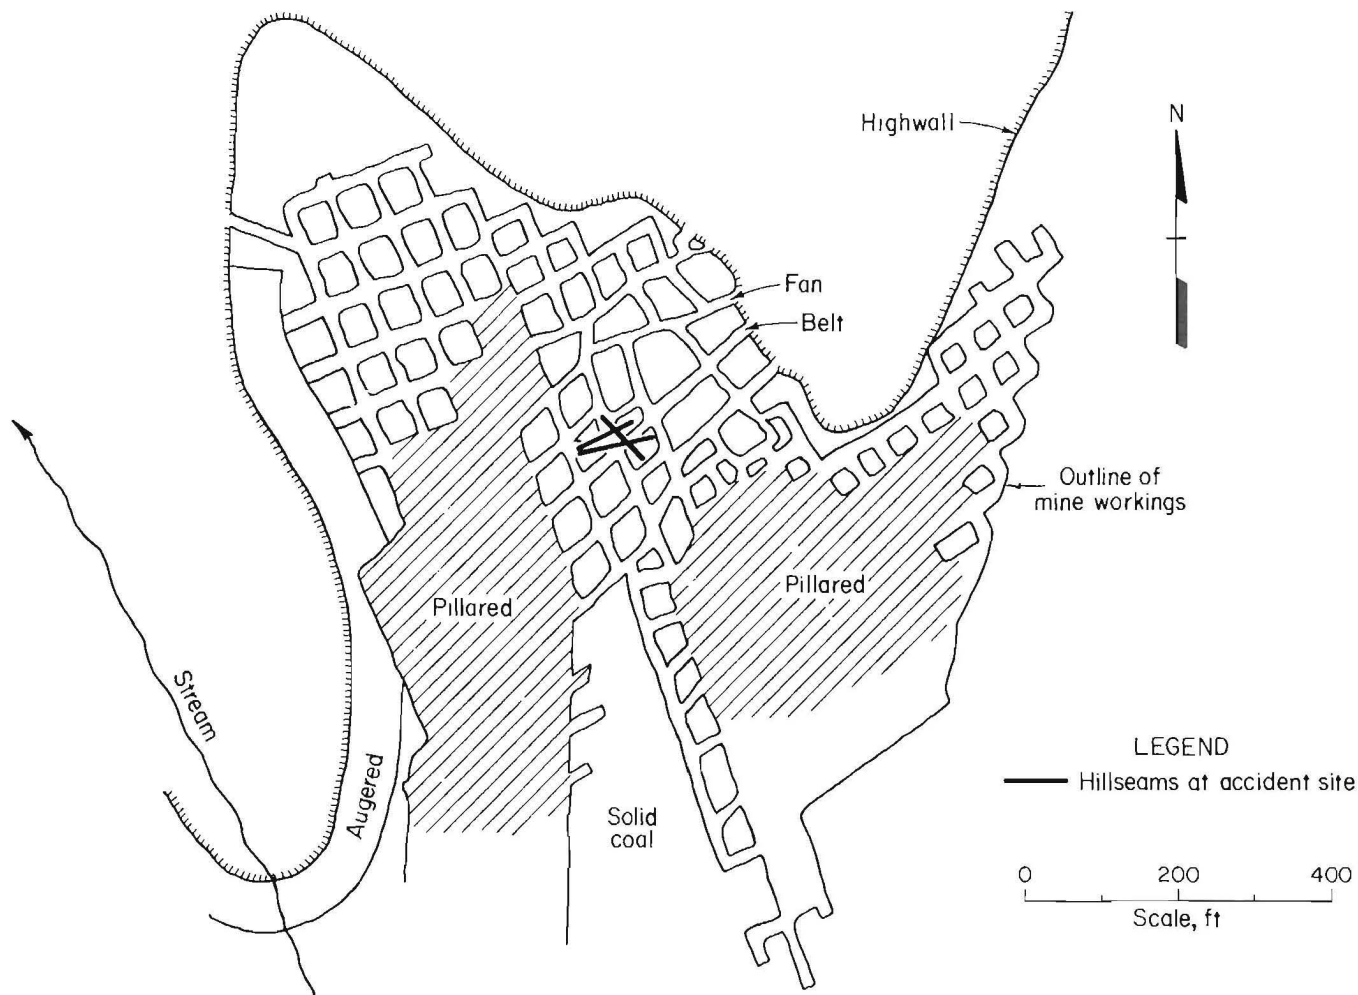 N
Highwall
Fan
Belt
Outline of
mine workings
Pillared
Pillared
Stream
Augered
Solid
coal
LEGEND
Hillseams at accident site
0 200 400
Scale, ft